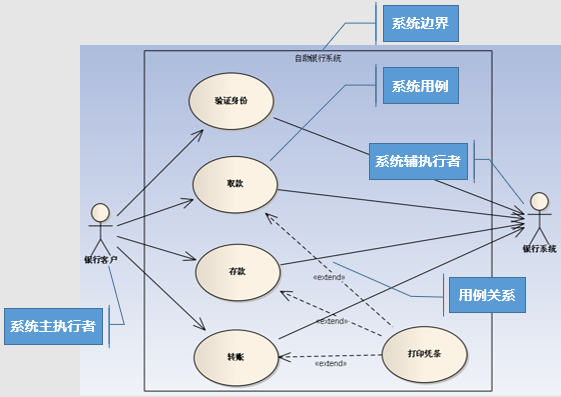 系统边界
自助银行系统
系统用例
验证身份
系统辅执行者
取款
银行客户
银行系统
存款
«extend»
用例关系
«extend»
系统主执行者
转账
打印凭条
«extend»